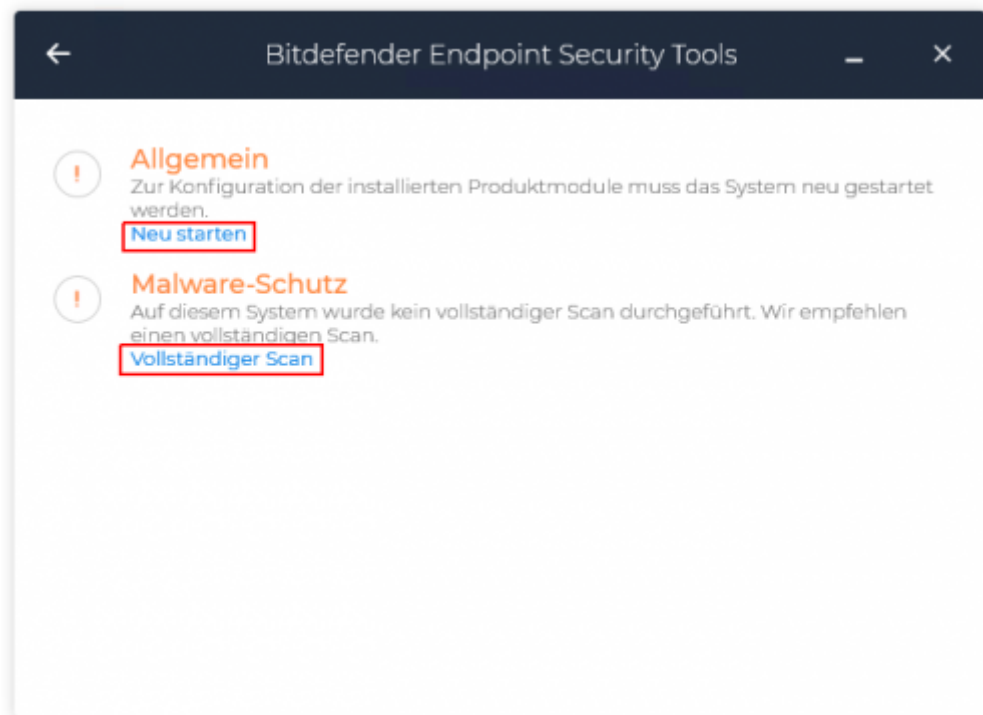 Bitdefender Endpoint Security Tools
Allgemein
Zur Konfiguration der installierten Produktmodule muss das System neu gestartet
werden.
Neu starten
Malware-Schutz
Auf diesem System wurde kein vollständiger Scan durchgeführt. Wir empfehlen
einen vollständigen Scan.
Vollständiger Scan